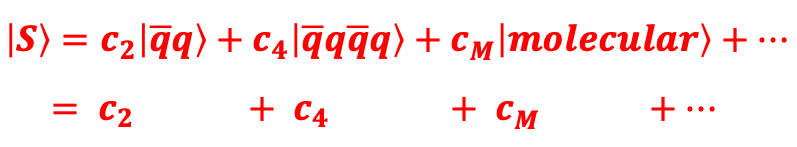 |S⟩ = c₂|q̅q⟩ + c₄|q̅qq̅q⟩ + c_M|molecular⟩ + ⋯
= c₂ + c₄ + c_M + ⋯